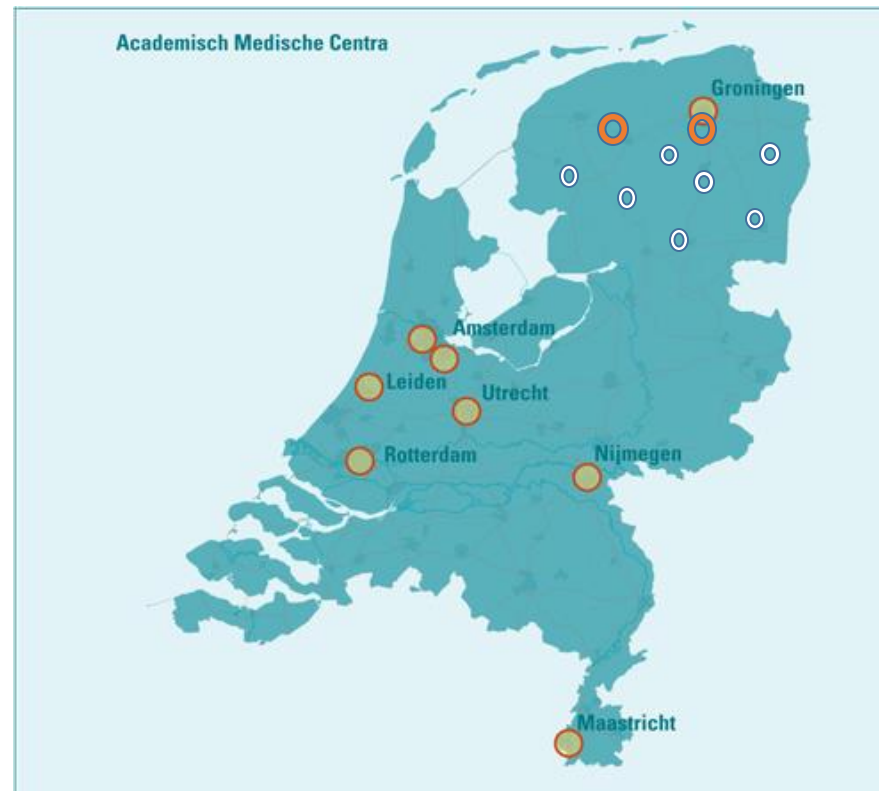 Academisch Medische Centra
Groningen
Amsterdam
Leiden
Utrecht
Rotterdam
Nijmegen
Maastricht